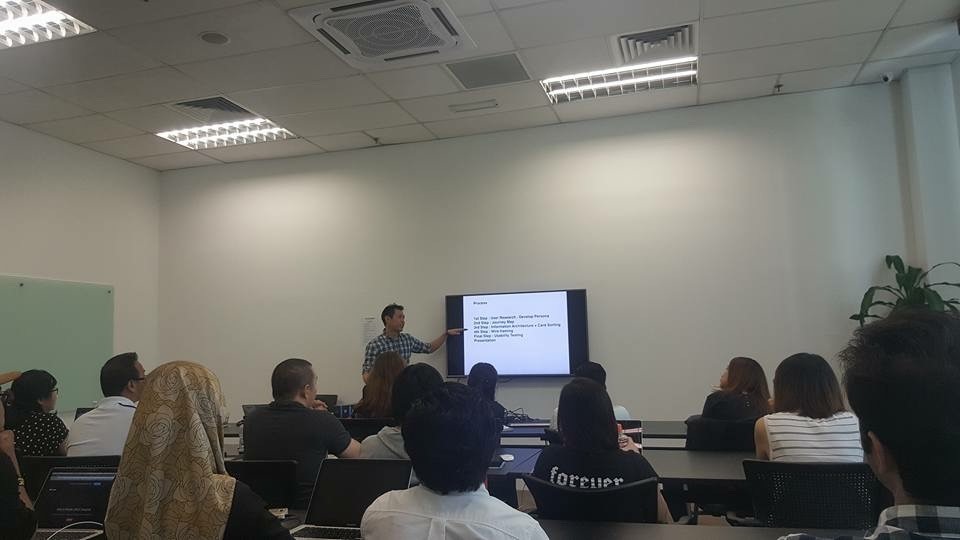 Process
1st Step : User Research - Develop Persona
2nd Step : Journey Map
3rd Step : Information Architecture + Card Sorting
4th Step : Wire framing
Final Step : Usability Testing
Presentation
forever